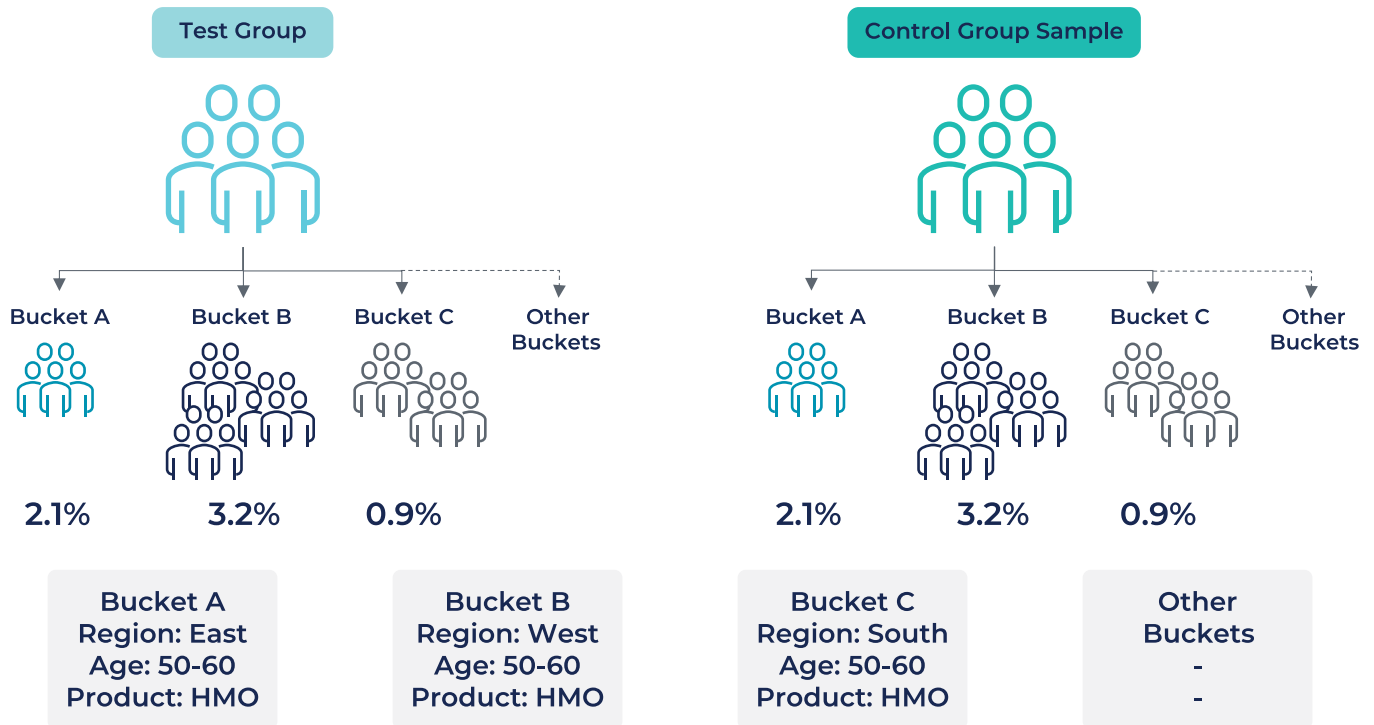 Test Group
Control Group Sample
Bucket A
Bucket B
Bucket C
Other
Buckets
Bucket A
Bucket B
Bucket C
Other
Buckets
2.1%
3.2%
0.9%
2.1%
3.2%
0.9%
Bucket A
Region: East
Age: 50-60
Product: HMO
Bucket B
Region: West
Age: 50-60
Product: HMO
Bucket C
Region: South
Age: 50-60
Product: HMO
Other
Buckets
-
-